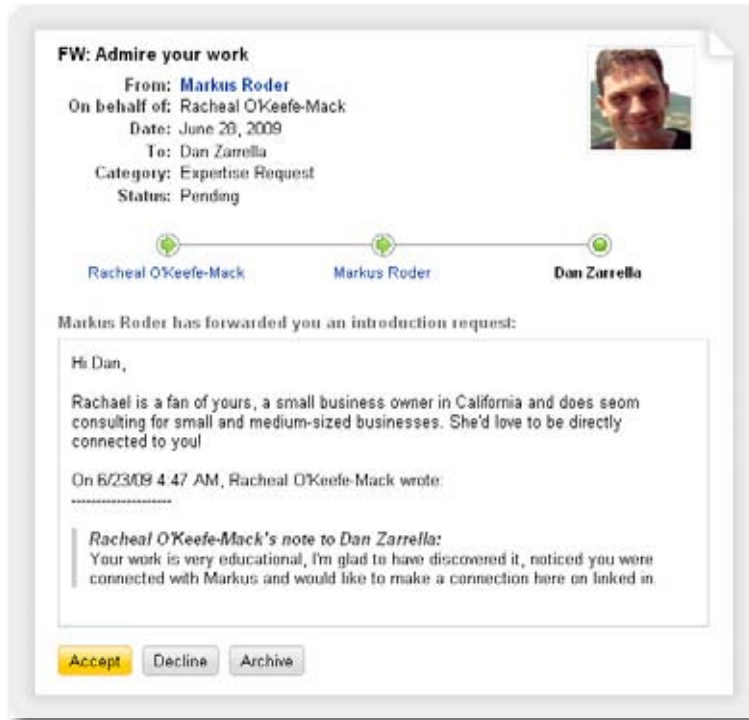 FW: Admire your work
From: Markus Roder
On behalf of: Racheal O'Keefe-Mack
Date: June 28, 2009
To: Dan Zarrella
Category: Expertise Request
Status: Pending
Racheal O'Keefe-Mack Markus Roder Dan Zarrella
Markus Roder has forwarded you an introduction request:
Hi Dan,
Rachael is a fan of yours, a small business owner in California and does seom
consulting for small and medium-sized businesses. She'd love to be directly
connected to you!
On 6/23/09 4:47 AM, Racheal O'Keefe-Mack wrote:
--------------------
Racheal O'Keefe-Mack's note to Dan Zarrella:
Your work is very educational, I'm glad to have discovered it, noticed you were
connected with Markus and would like to make a connection here on linked in.
Accept Decline Archive